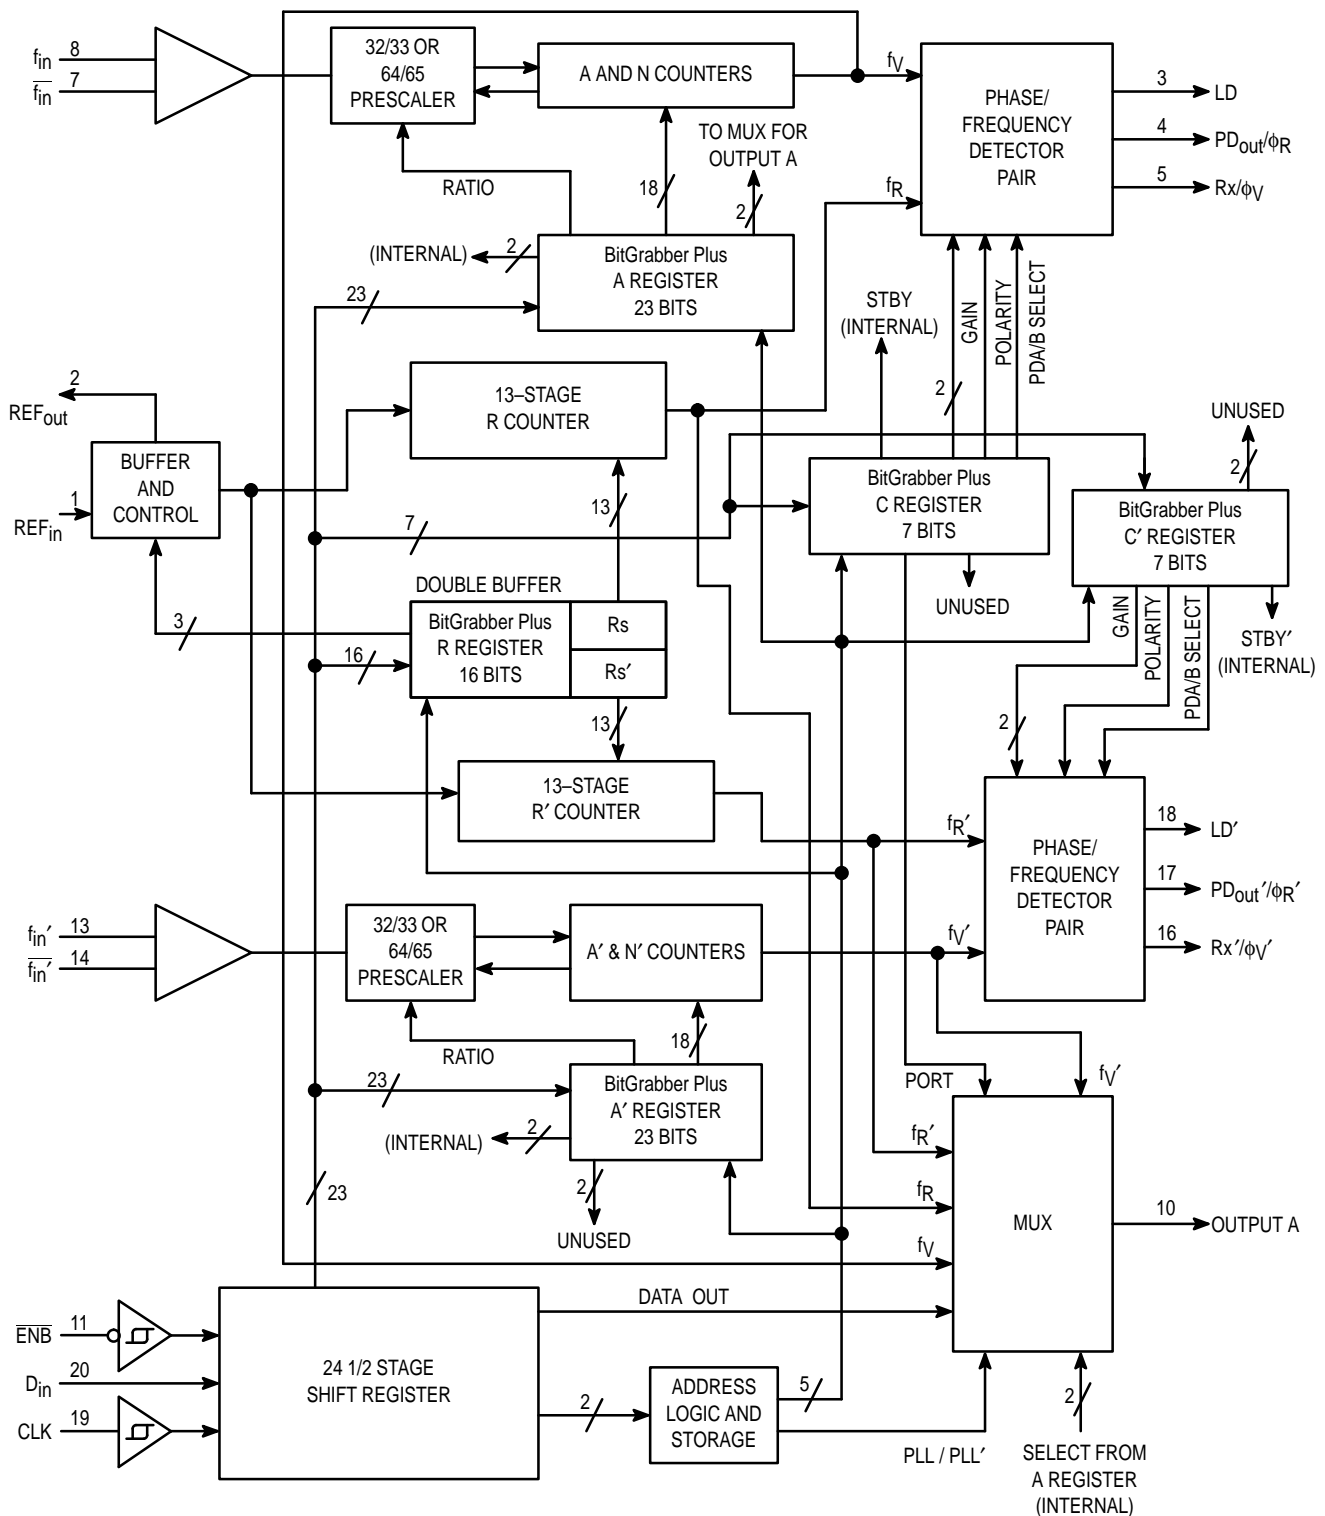 f_in 8
f̅_i̅n̅ 7
32/33 OR
64/65
PRESCALER
A AND N COUNTERS
f_V
PHASE/
FREQUENCY
DETECTOR
PAIR
3 LD
4 PD_out/ϕ_R
5 Rx/ϕ_V
TO MUX FOR
OUTPUT A
RATIO
18
2
f_R
(INTERNAL)
2
BitGrabber Plus
A REGISTER
23 BITS
23
STBY
(INTERNAL)
GAIN
POLARITY
PDA/B SELECT
2
2
REF_out
13–STAGE
R COUNTER
UNUSED
2
BUFFER
AND
CONTROL
1
REF_in
13
7
BitGrabber Plus
C REGISTER
7 BITS
BitGrabber Plus
C′ REGISTER
7 BITS
DOUBLE BUFFER
UNUSED
BitGrabber Plus
R REGISTER
16 BITS
Rs
Rs′
3
16
GAIN
POLARITY
PDA/B SELECT
STBY′
(INTERNAL)
13
2
13–STAGE
R′ COUNTER
f_R′
PHASE/
FREQUENCY
DETECTOR
PAIR
18 LD′
17 PD_out′/ϕ_R′
16 Rx′/ϕ_V′
f_in′ 13
f̅_i̅n̅′ 14
32/33 OR
64/65
PRESCALER
A′ & N′ COUNTERS
f_V′
RATIO
18
PORT
f_V′
23
BitGrabber Plus
A′ REGISTER
23 BITS
(INTERNAL)
2
f_R′
23
2
UNUSED
f_R
MUX
10
OUTPUT A
f_V
DATA OUT
E̅N̅B̅ 11
D_in 20
CLK 19
24 1/2 STAGE
SHIFT REGISTER
2
ADDRESS
LOGIC AND
STORAGE
5
PLL / PLL′
2
SELECT FROM
A REGISTER
(INTERNAL)